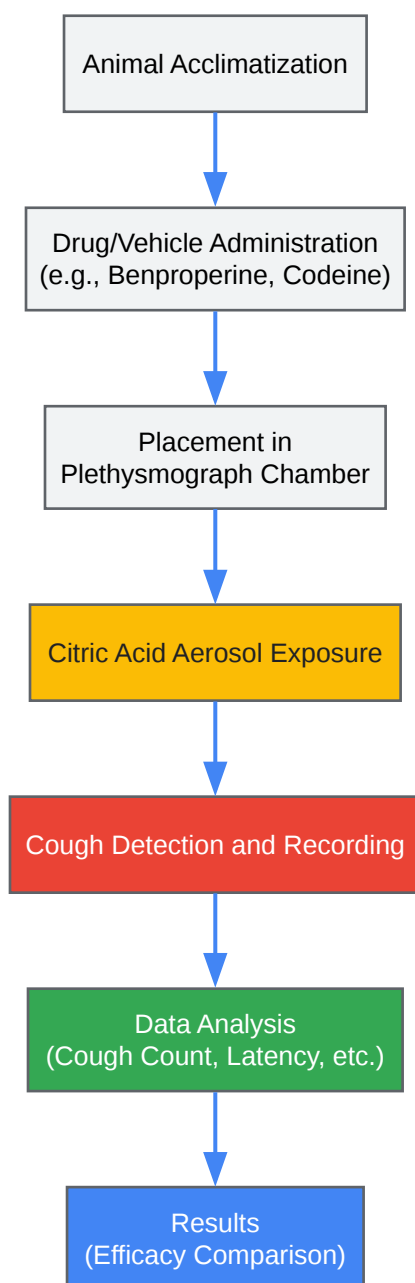 Animal Acclimatization
Drug/Vehicle Administration
(e.g., Benproperine, Codeine)
Placement in
Plethysmograph Chamber
Citric Acid Aerosol Exposure
Cough Detection and Recording
Data Analysis
(Cough Count, Latency, etc.)
Results
(Efficacy Comparison)